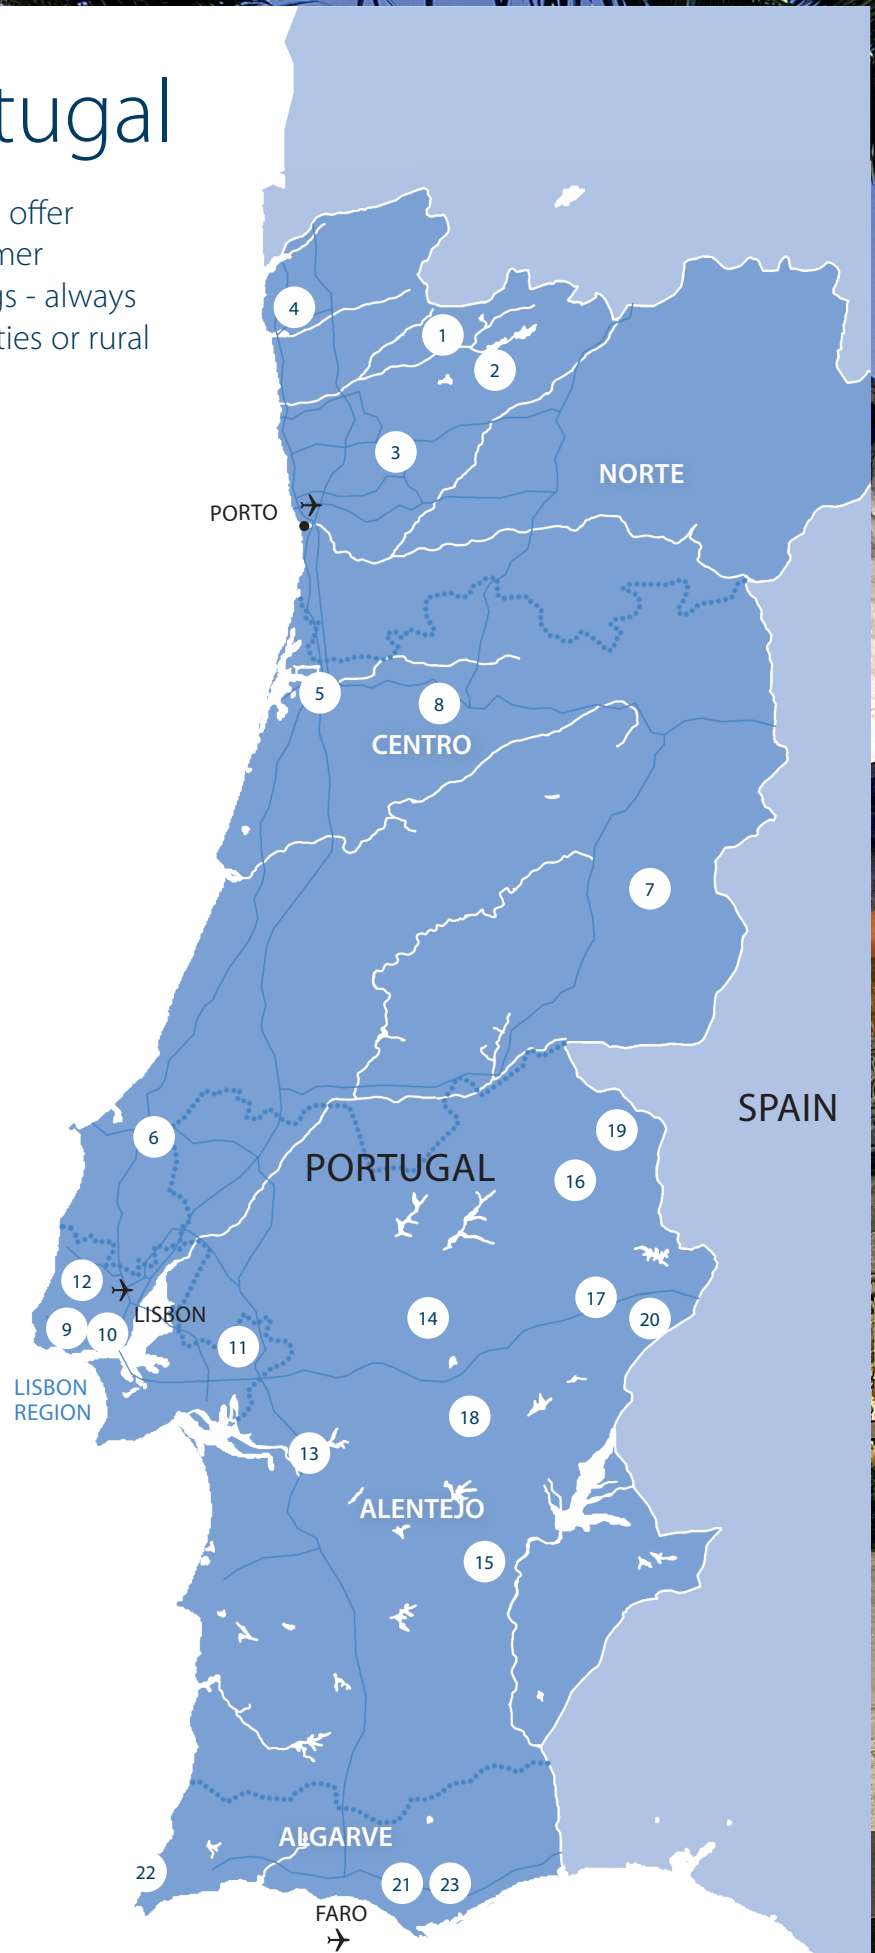 tugal
offer
mer
gs - always
ties or rural
4
1
2
3
NORTE
PORTO
5
8
CENTRO
7
SPAIN
19
6
PORTUGAL
16
12
LISBON
17
9
10
11
14
20
LISBON
REGION
18
13
ALENTEJO
15
ALGARVE
22
21
23
FARO